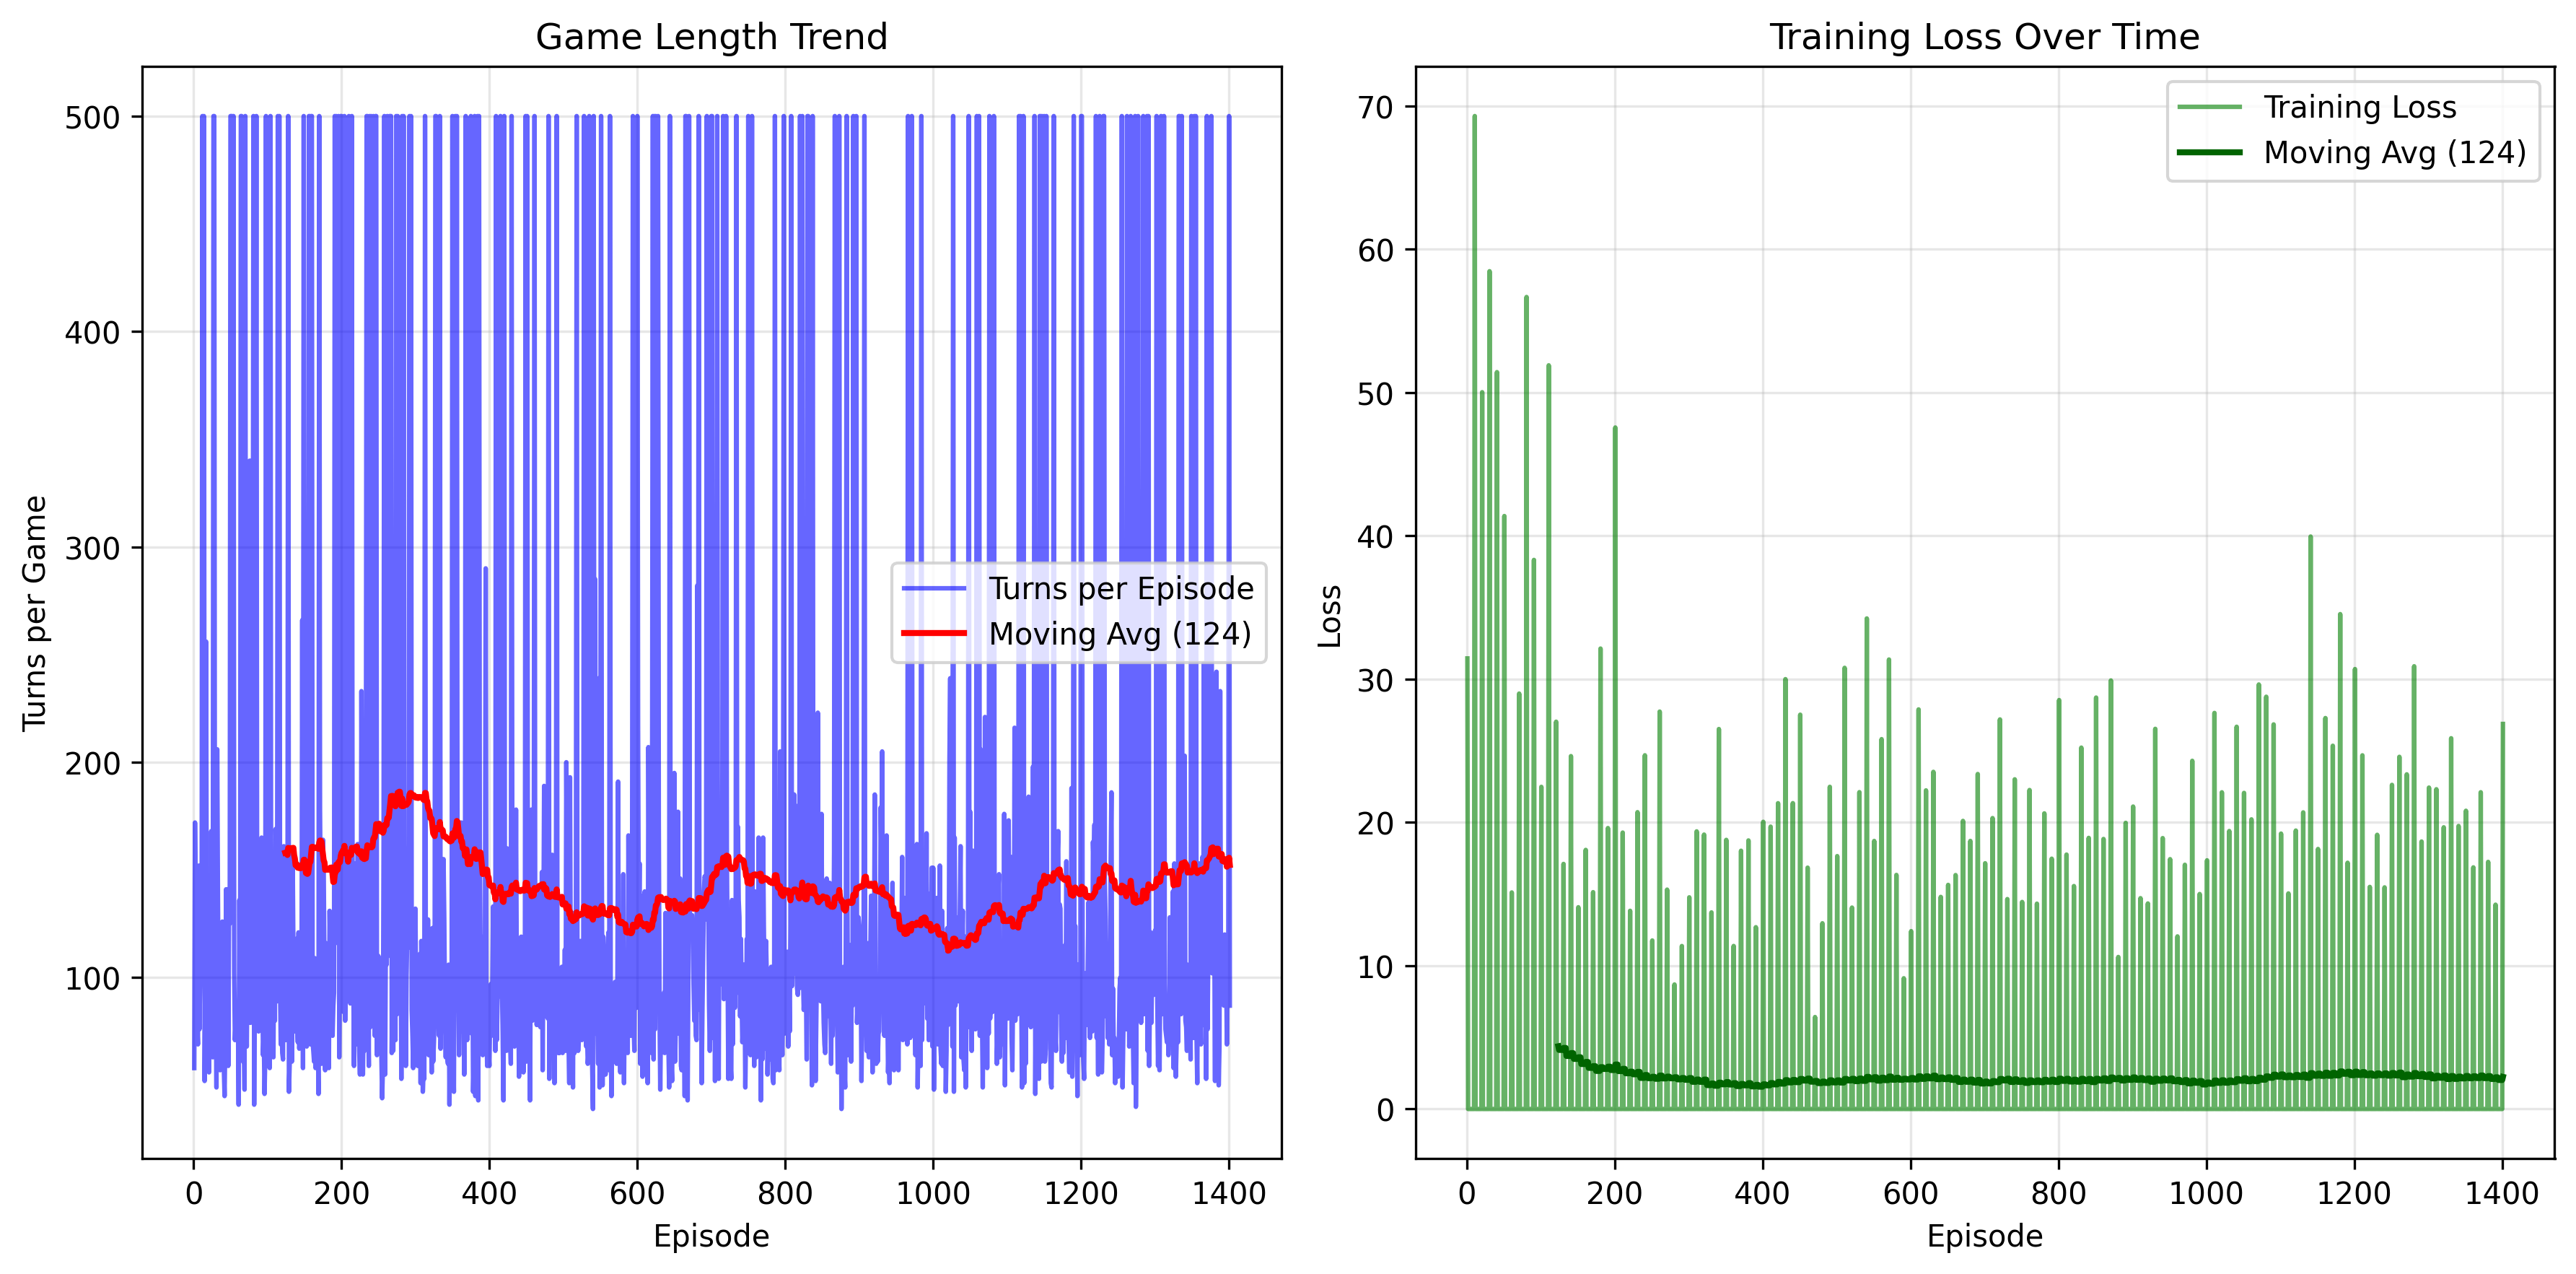 Game Length Trend
Turns per Game
500
400
300
200
100
Turns per Episode
Moving Avg (124)
0 200 400 600 800 1000 1200 1400
Episode
Training Loss Over Time
Loss
70
60
50
40
30
20
10
0
Training Loss
Moving Avg (124)
0 200 400 600 800 1000 1200 1400
Episode